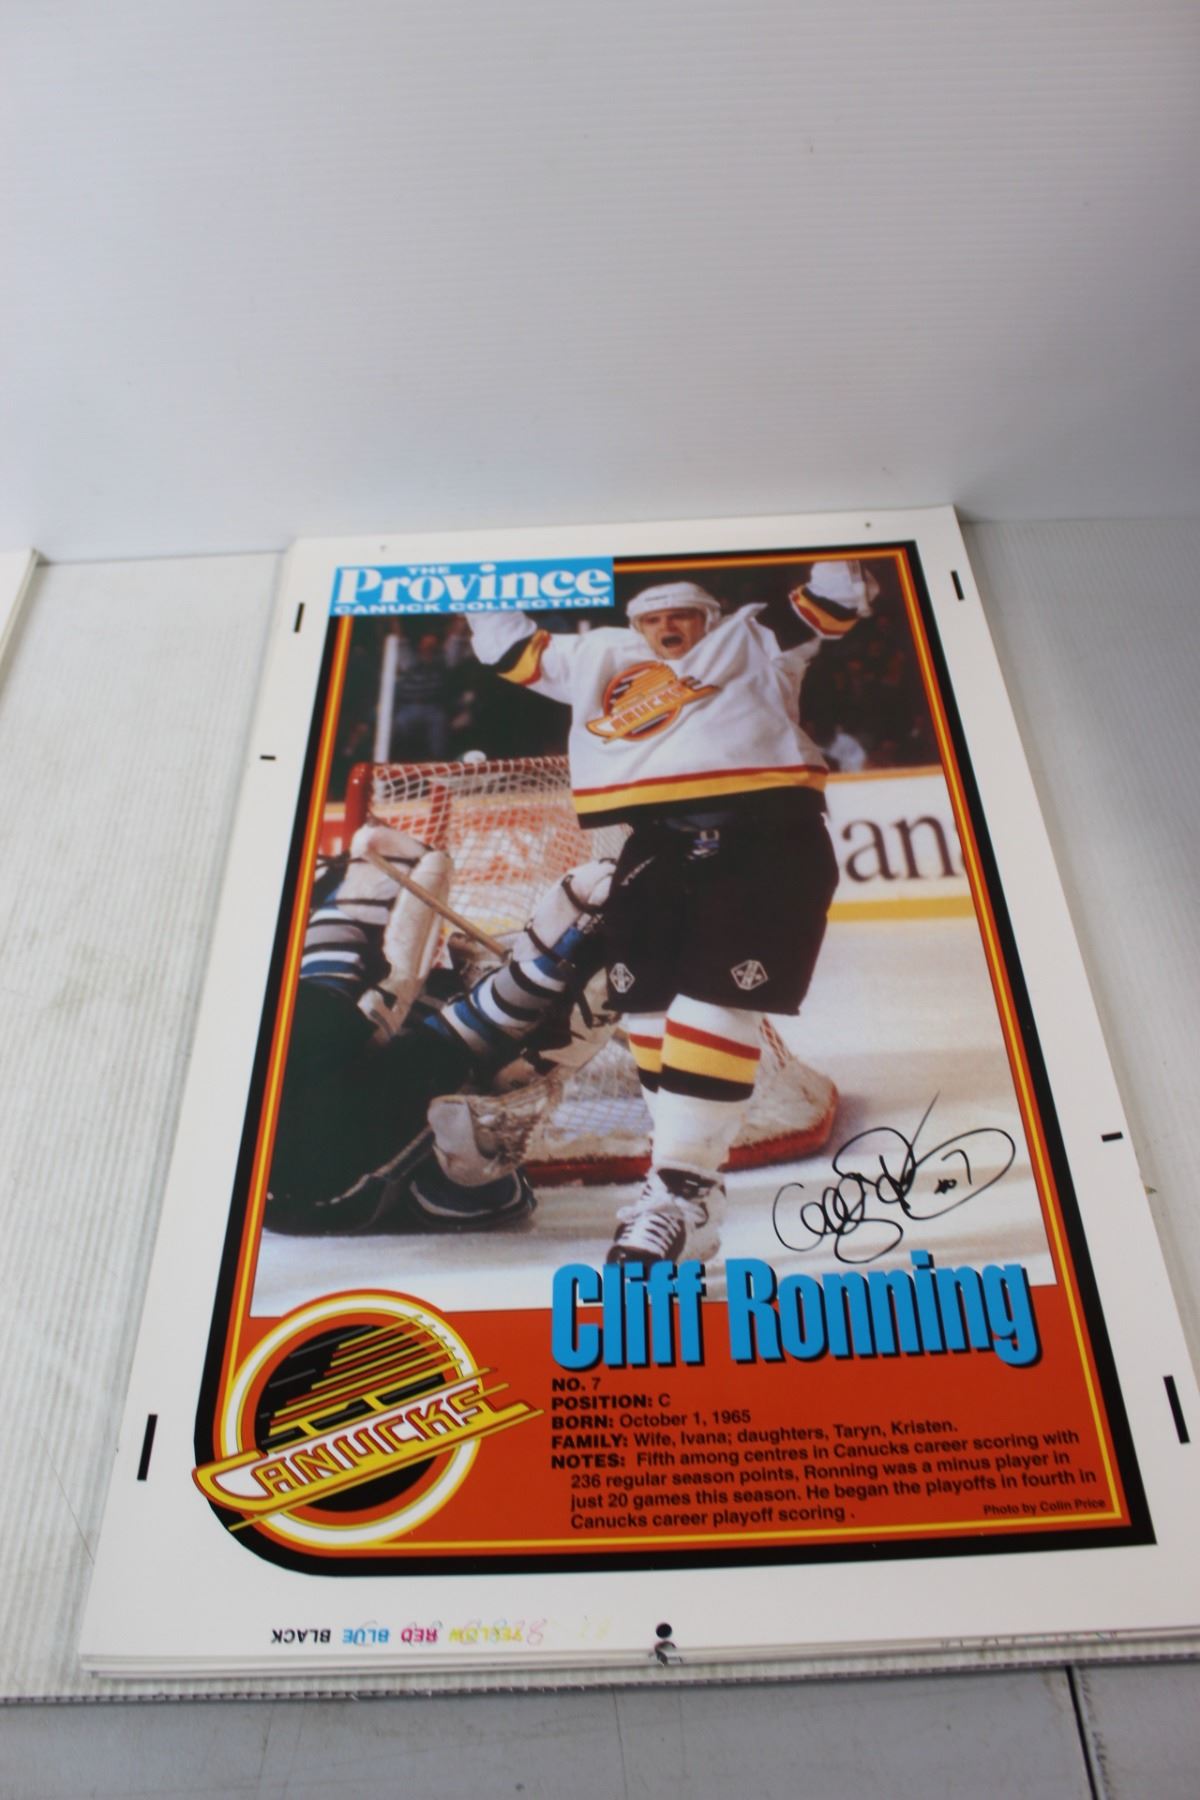 THE
Province
CANUCK COLLECTION
CANUCKS
an
#7
Cliff Ronning
CANUCKS
NO. 7
POSITION: C
BORN: October 1, 1965
FAMILY: Wife, Ivana; daughters, Taryn, Kristen.
NOTES: Fifth among centres in Canucks career scoring with
236 regular season points, Ronning was a minus player in
just 20 games this season. He began the playoffs in fourth in
Canucks career playoff scoring .
Photo by Colin Price
YELLOW RED BLUE BLACK